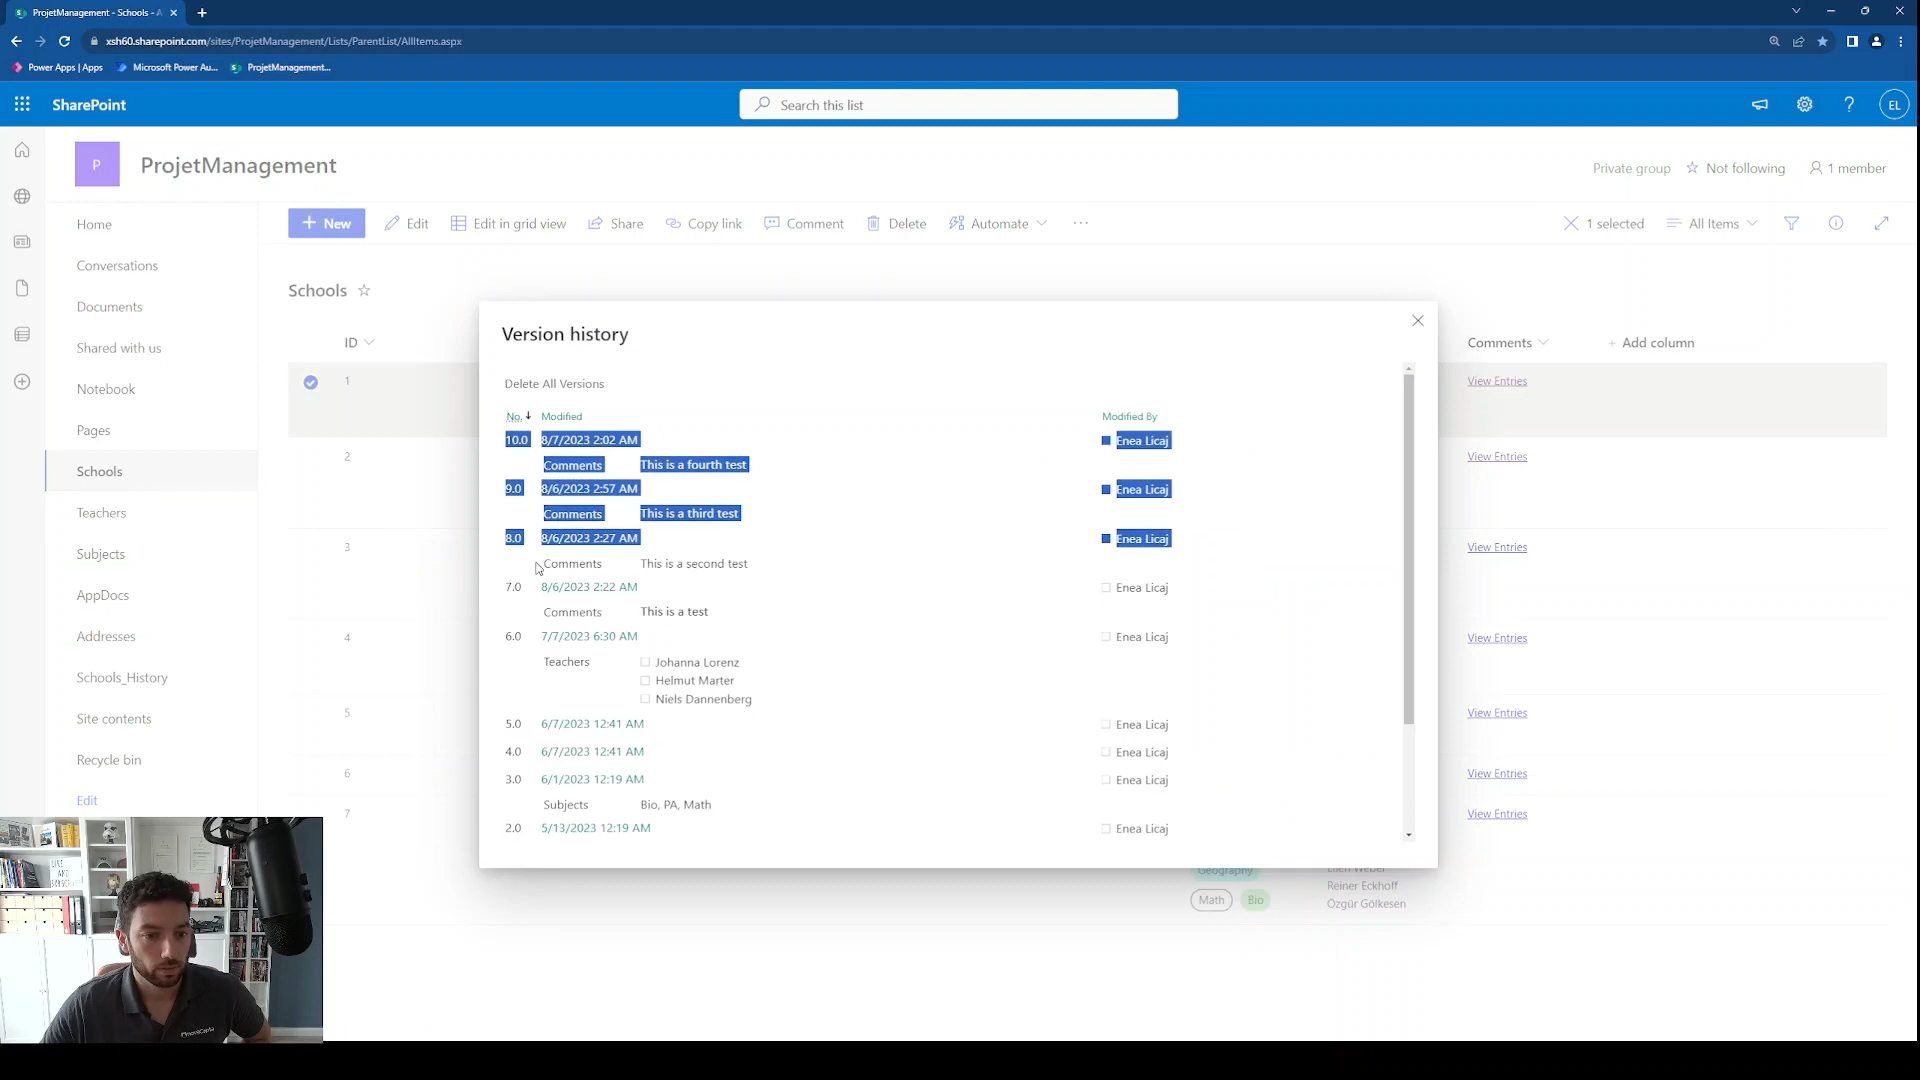 ProjetManagement - Schools - A
xsh60.sharepoint.com/sites/ProjetManagement/Lists/ParentList/AllItems.aspx
Power Apps | Apps
Microsoft Power Au...
ProjetManagement...
SharePoint
Search this list
EL
P
ProjetManagement
Private group
Not following
1 member
Home
Conversations
Documents
Shared with us
Notebook
Pages
Schools
Teachers
Subjects
AppDocs
Addresses
Schools_History
Site contents
Recycle bin
Edit
New
Edit
Edit in grid view
Share
Copy link
Comment
Delete
Automate
1 selected
All Items
Schools
ID
Comments
Add column
1
View Entries
2
View Entries
3
View Entries
4
View Entries
5
View Entries
6
View Entries
7
View Entries
Version history
Delete All Versions
No. Modified Modified By
10.0 8/7/2023 2:02 AM Enea Licaj
Comments This is a fourth test
9.0 8/6/2023 2:57 AM Enea Licaj
Comments This is a third test
8.0 8/6/2023 2:27 AM Enea Licaj
Comments This is a second test
7.0 8/6/2023 2:22 AM Enea Licaj
Comments This is a test
6.0 7/7/2023 6:30 AM Enea Licaj
Teachers Johanna Lorenz
Helmut Marter
Niels Dannenberg
5.0 6/7/2023 12:41 AM Enea Licaj
4.0 6/7/2023 12:41 AM Enea Licaj
3.0 6/1/2023 12:19 AM Enea Licaj
Subjects Bio, PA, Math
2.0 5/13/2023 12:19 AM Enea Licaj
Geography
Math
Bio
Ellen Weber
Reiner Eckhoff
Özgür Gölkesen